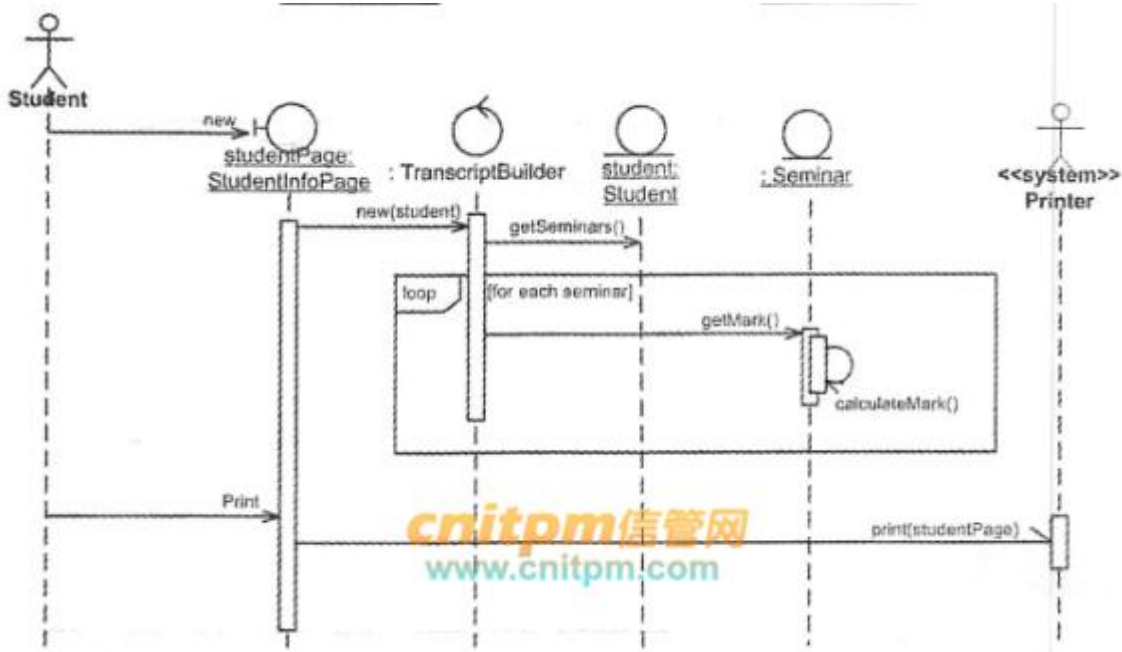 Student
new
studentPage:
StudentInfoPage
: TranscriptBuilder
student:
Student
: Seminar
<<system>>
Printer
new(student)
getSeminars()
loop
[for each seminar]
getMark()
calculateMark()
Print
cnitpm信管网
www.cnitpm.com
print(studentPage)